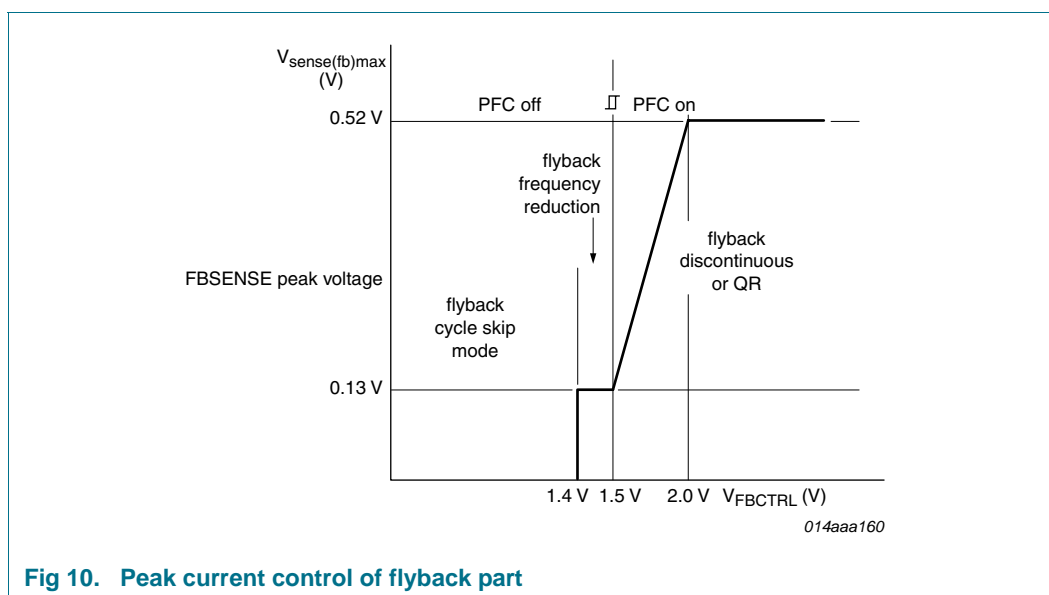 Vsense(fb)max
(V)
PFC off
PFC on
0.52 V
flyback
frequency
reduction
flyback
discontinuous
or QR
FBSENSE peak voltage
flyback
cycle skip
mode
0.13 V
1.4 V 1.5 V 2.0 V VFBCTRL (V)
014aaa160
Fig 10. Peak current control of flyback part